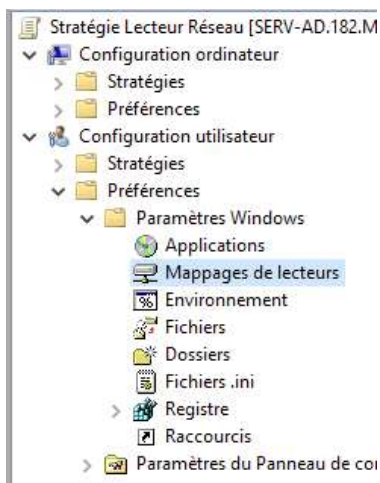 Stratégie Lecteur Réseau [SERV-AD.182.M
Configuration ordinateur
Stratégies
Préférences
Configuration utilisateur
Stratégies
Préférences
Paramètres Windows
Applications
Mappages de lecteurs
Environnement
Fichiers
Dossiers
Fichiers .ini
Registre
Raccourcis
Paramètres du Panneau de cor